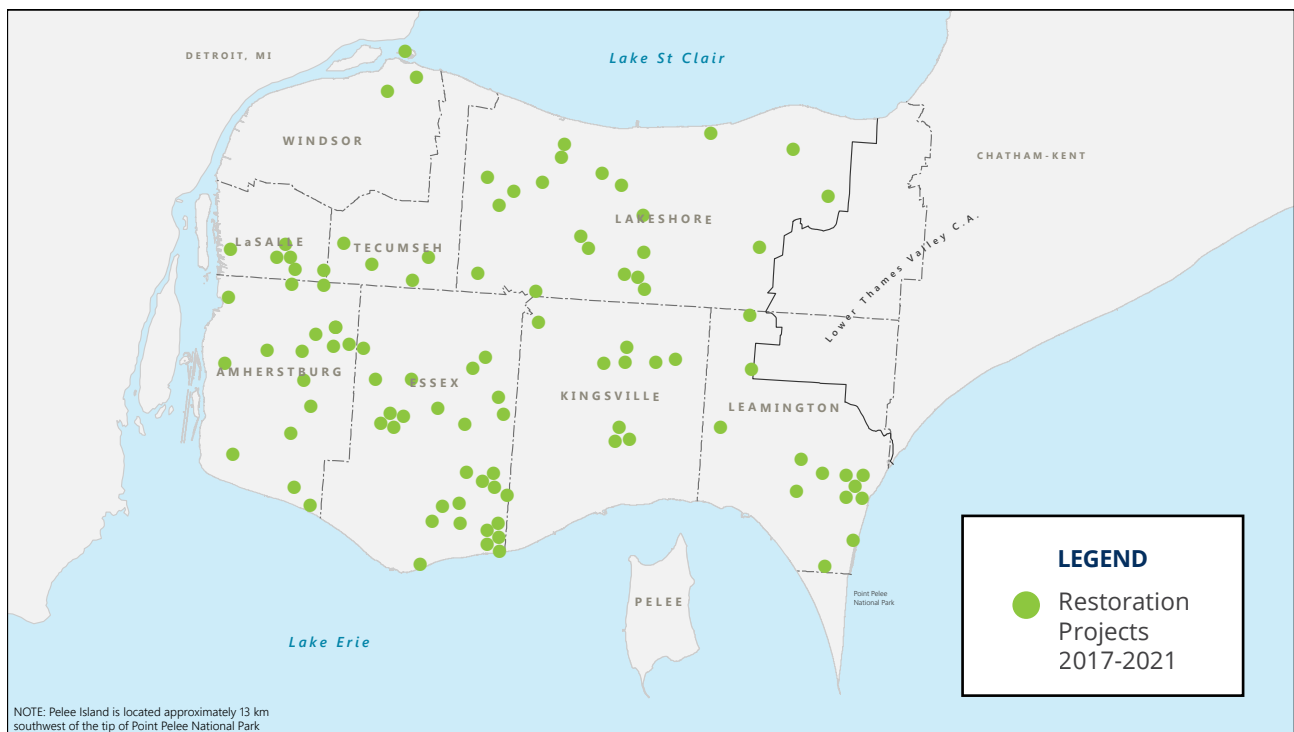 DETROIT, MI
Lake St Clair
WINDSOR
CHATHAM-KENT
LAKESHORE
LaSALLE
TECUMSEH
Lower Thames Valley C.A.
AMHERSTBURG
ESSEX
KINGSVILLE
LEAMINGTON
LEGEND
Restoration
Projects
2017-2021
Point Pelee
National Park
PELEE
Lake Erie
NOTE: Pelee Island is located approximately 13 km
southwest of the tip of Point Pelee National Park